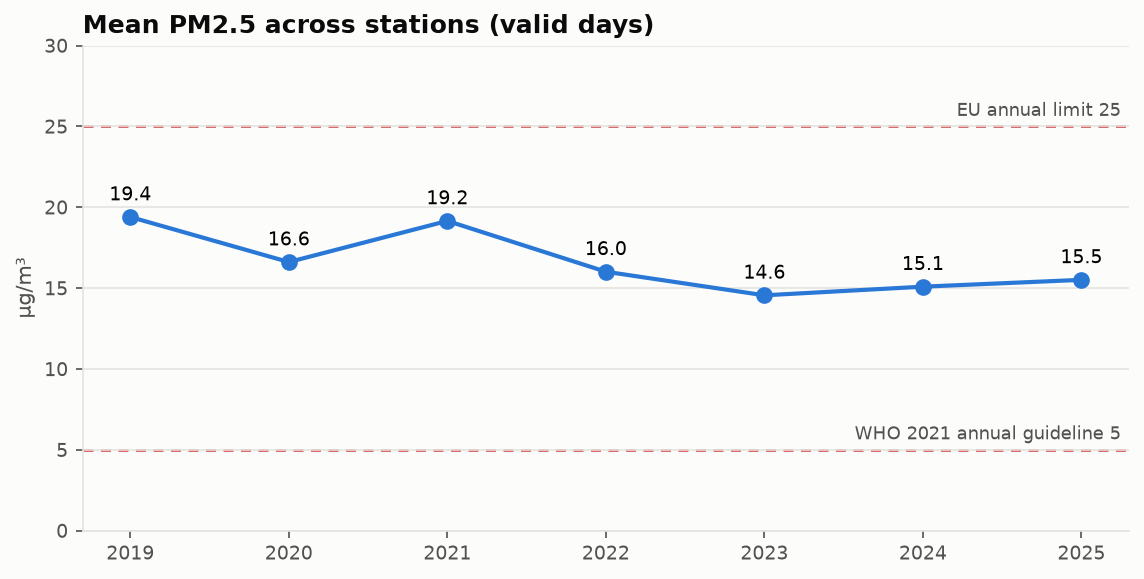 Mean PM2.5 across stations (valid days)
30
EU annual limit 25
25
19.4
19.2
20
16.6
16.0
15.5
15.1
14.6
µg/m³
15
10
WHO 2021 annual guideline 5
5
0
2019 2020 2021 2022 2023 2024 2025